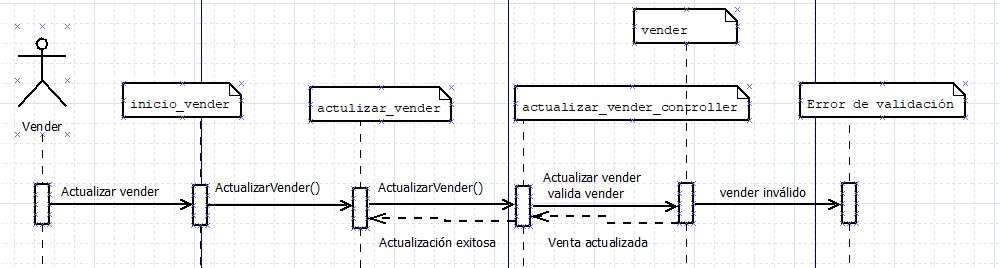 vender
inicio_vender
actulizar_vender
actualizar_vender_controller
Error de validación
Vender
Actualizar vender
ActualizarVender()
ActualizarVender()
Actualizar vender
valida vender
vender inválido
Actualización exitosa
Venta actualizada